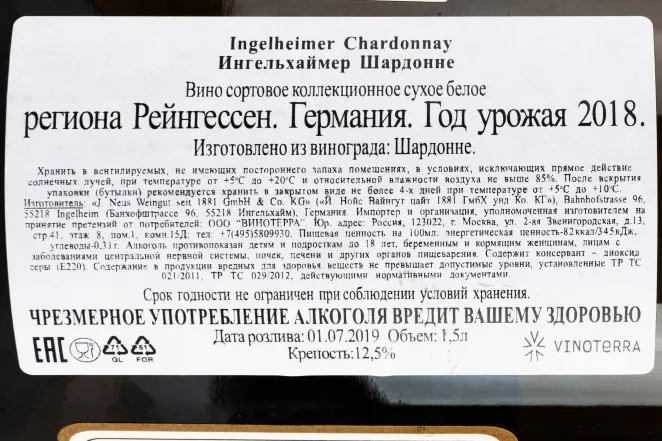 Ingelheimer Chardonnay
Ингельхаймер Шардонне
Вино сортовое коллекционное сухое белое
региона Рейнгессен. Германия. Год урожая 2018.
Изготовлено из винограда: Шардонне.
Хранить в вентилируемых, не имеющих постороннего запаха помещениях, в условиях, исключающих прямое действие
солнечных лучей, при температуре от +5°C до +20°C и относительной влажности воздуха не выше 85%. После вскрытия
упаковки (бутылки) рекомендуется хранить в закрытом виде не более 4-х дней при температуре от +5°C до +10°C.
Изготовитель: «J. Neus Weingut seit 1881 GmbH & Co. KG» («Й. Нойс Вайнгут цайт 1881 ГмбХ унд Ко. КГ»), Bahnhofstrasse 96,
55218 Ingelheim (Банхофштрассе 96, 55218 Ингельхайм), Германия. Импортер и организация, уполномоченная изготовителем на
принятие претензий от потребителей: ООО "ВИНОТЕРРА". Юр. адрес: Россия, 123022, г. Москва, ул. 2-ая Звенигородская, д.13,
стр.41, этаж 8, пом.1, комн.15Д; тел: +7(495)5809930. Пищевая ценность на 100мл. энергетическая ценность-82ккал/345кДж,
углеводы-0,31г. Алкоголь противопоказан детям и подросткам до 18 лет, беременным и кормящим женщинам, лицам с
заболеваниями центральной нервной системы, почек, печени и других органов пищеварения. Содержит консервант – диоксид
серы (E220). Содержание в продукции вредных для здоровья веществ не превышает допустимые уровни, установленные ТР ТС
021/2011, ТР ТС 029/2012, действующими нормативными документами.
Срок годности не ограничен при соблюдении условий хранения.
ЧРЕЗМЕРНОЕ УПОТРЕБЛЕНИЕ АЛКОГОЛЯ ВРЕДИТ ВАШЕМУ ЗДОРОВЬЮ
Дата розлива: 01.07.2019 Объем: 1,5л
Крепость: 12,5%
EAC 71 GL 51 FOR VINOTERRA